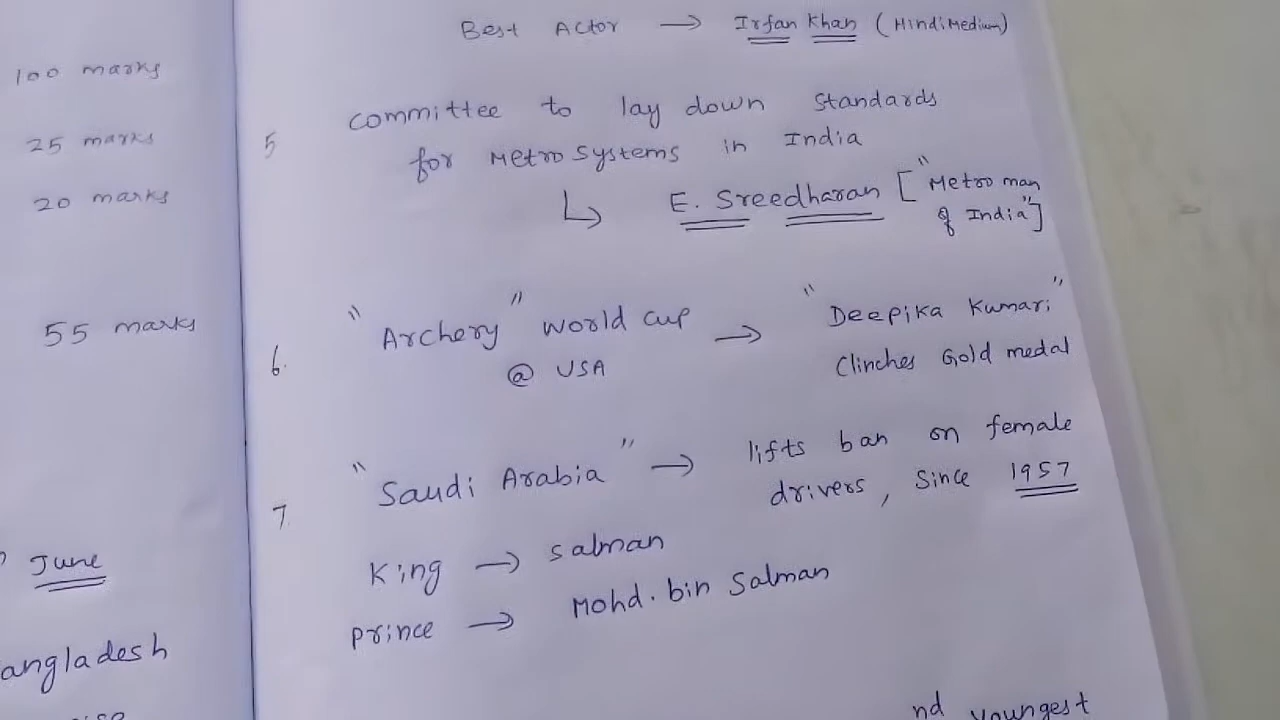 100 marks
25 marks
20 marks
55 marks
June
angladesh
Best Actor → Irfan Khan (Hindi Medium)
5 committee to lay down standards
for Metro systems in India
↳ E. Sreedharan ["Metro man
of India"]
6. "Archery" world cup → "Deepika Kumari"
@ USA Clinches Gold medal
7. "Saudi Arabia" → lifts ban on female
drivers, since 1957
King → salman
prince → Mohd. bin Salman
nd youngest